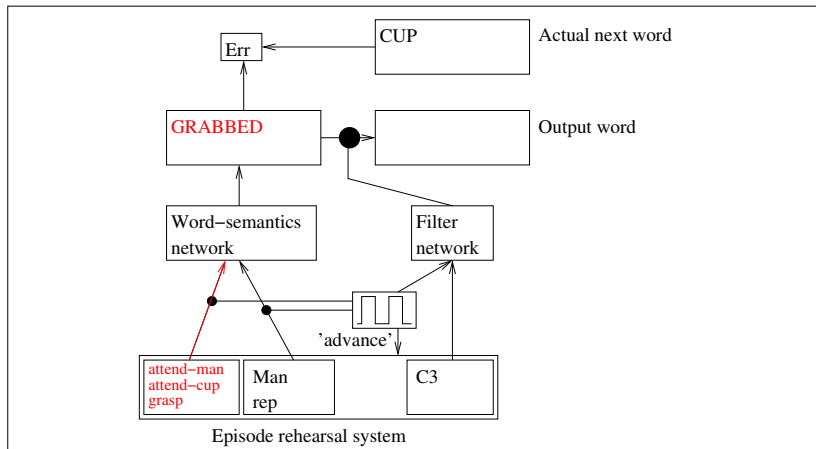 CUP
Actual next word
Err
GRABBED
Output word
Word−semantics
network
Filter
network
'advance'
attend−man
attend−cup
grasp
Man
rep
C3
Episode rehearsal system